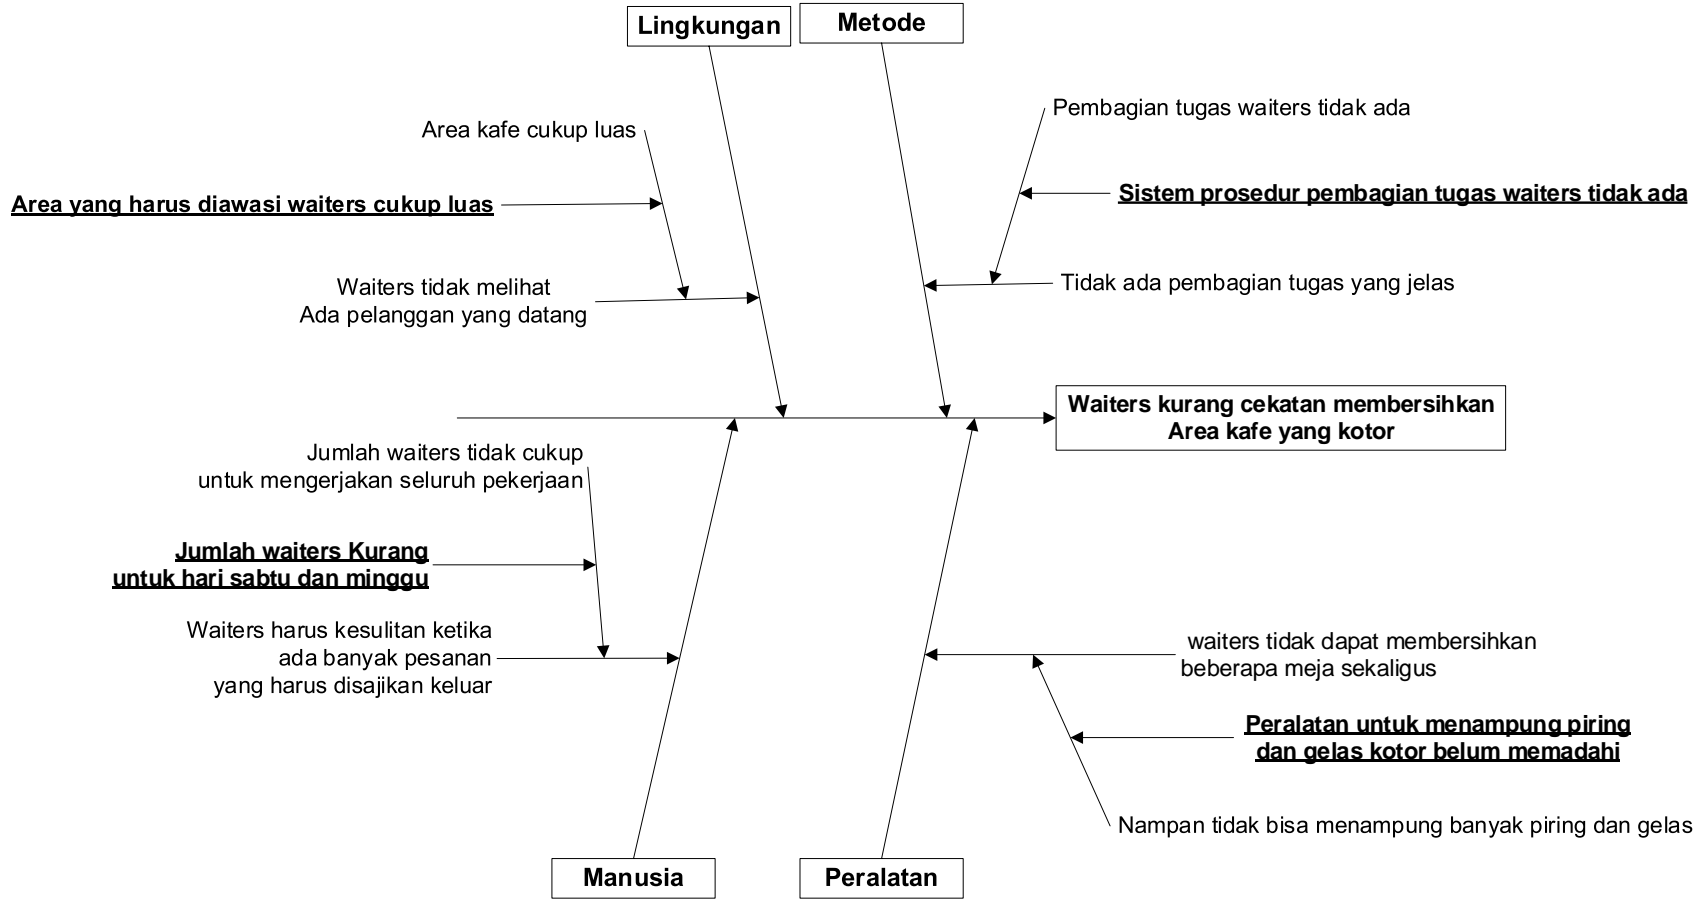 Lingkungan
Metode
Area kafe cukup luas
Pembagian tugas waiters tidak ada
Area yang harus diawasi waiters cukup luas
Sistem prosedur pembagian tugas waiters tidak ada
Waiters tidak melihat
Ada pelanggan yang datang
Tidak ada pembagian tugas yang jelas
Waiters kurang cekatan membersihkan
Area kafe yang kotor
Jumlah waiters tidak cukup
untuk mengerjakan seluruh pekerjaan
Jumlah waiters Kurang
untuk hari sabtu dan minggu
Waiters harus kesulitan ketika
ada banyak pesanan
yang harus disajikan keluar
waiters tidak dapat membersihkan
beberapa meja sekaligus
Peralatan untuk menampung piring
dan gelas kotor belum memadahi
Nampan tidak bisa menampung banyak piring dan gelas
Manusia
Peralatan